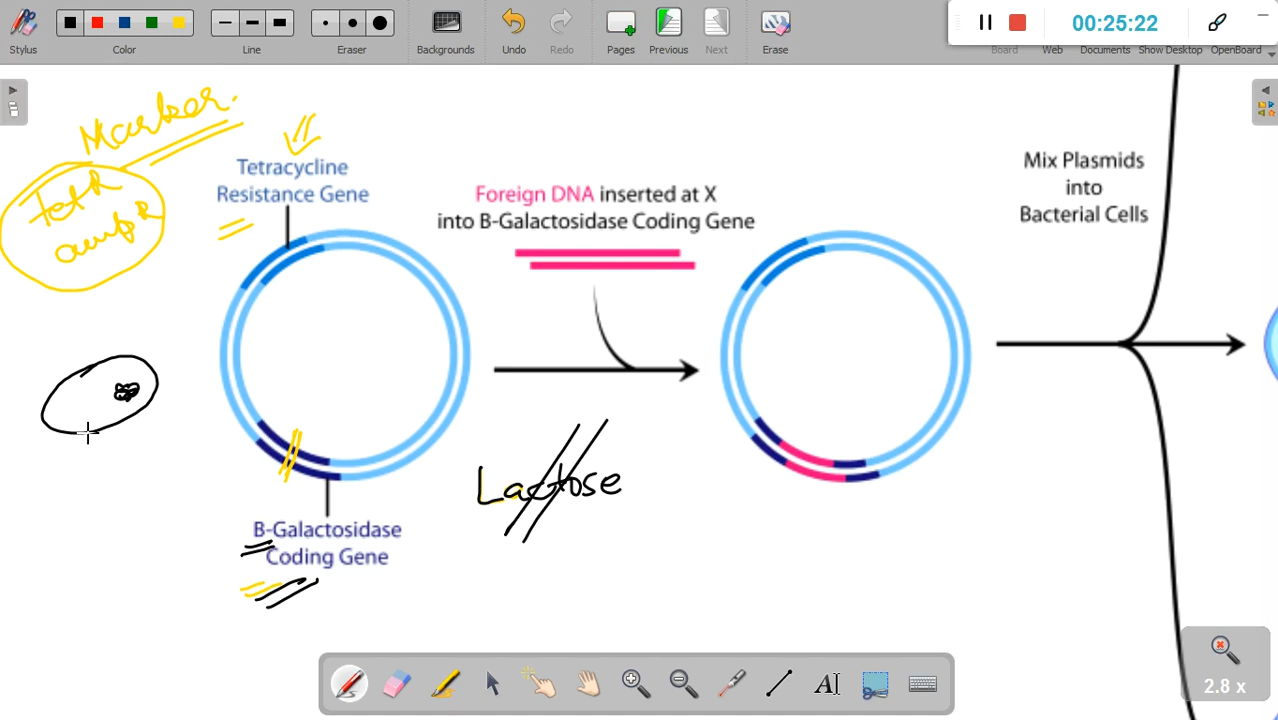 00:25:22
Stylus Color Line Eraser Backgrounds Undo Redo Pages Previous Next Erase Board Web Documents Show Desktop OpenBoard
Marker.
TetR
ampR
Tetracycline
Resistance Gene
Foreign DNA inserted at X
into B-Galactosidase Coding Gene
Mix Plasmids
into
Bacterial Cells
Lactose
B-Galactosidase
Coding Gene
2.8 x